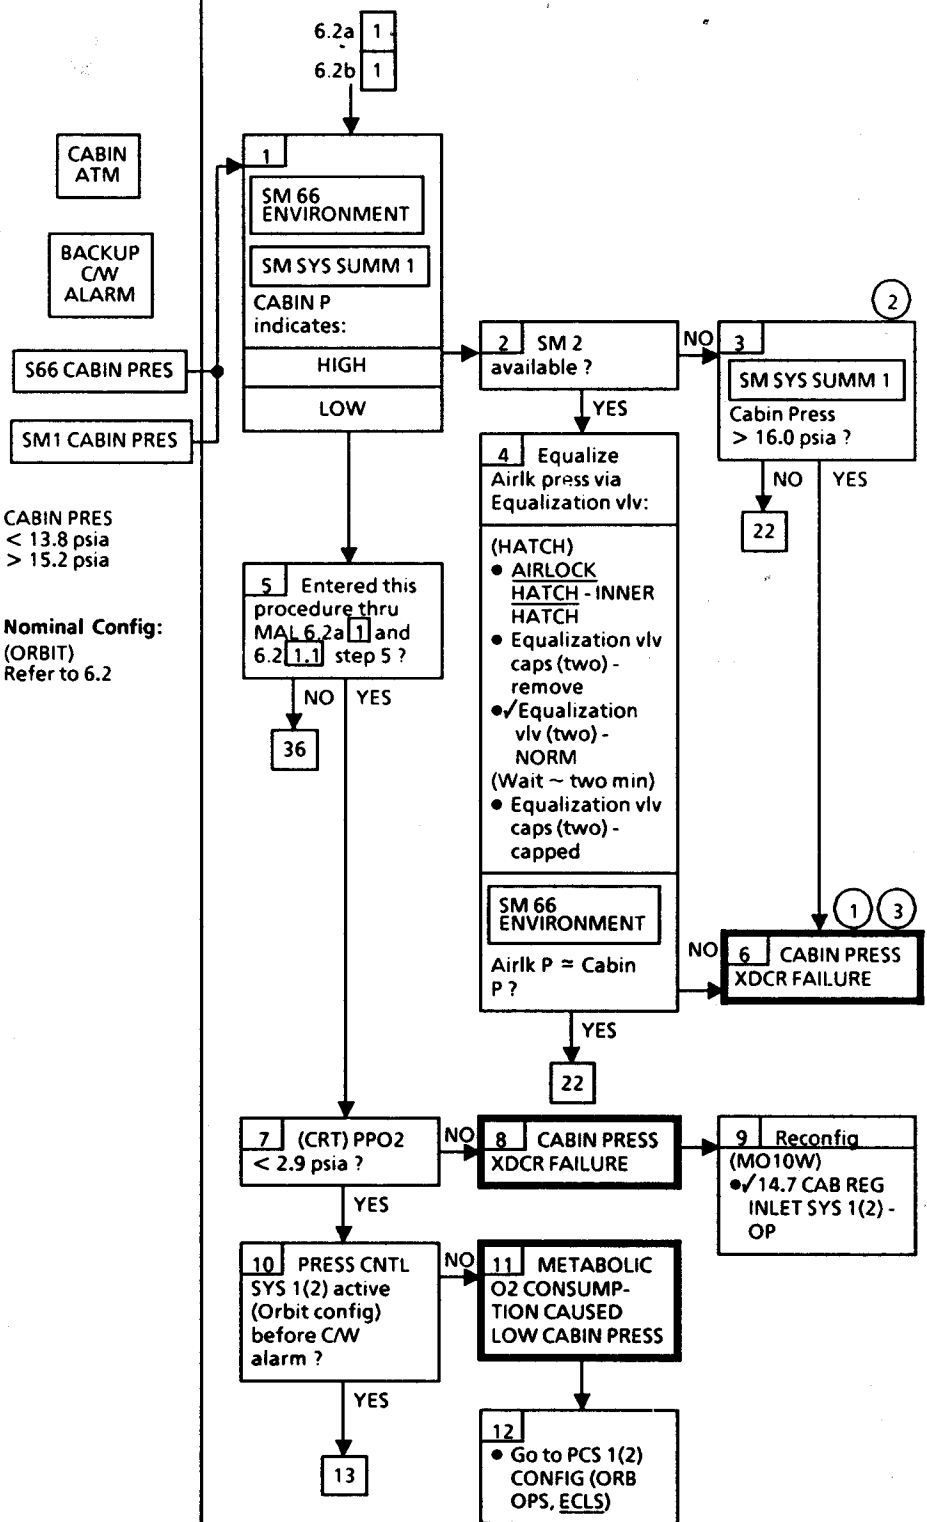 6.2a 1
6.2b 1
CABIN
ATM
BACKUP
C/W
ALARM
S66 CABIN PRES
SM1 CABIN PRES
CABIN PRES
< 13.8 psia
> 15.2 psia
Nominal Config:
(ORBIT)
Refer to 6.2
1
SM 66
ENVIRONMENT
SM SYS SUMM 1
CABIN P
indicates:
HIGH
LOW
2 SM 2
available ?
NO
YES
2
3
SM SYS SUMM 1
Cabin Press
> 16.0 psia ?
NO YES
22
4 Equalize
Airlk press via
Equalization vlv:
(HATCH)
• AIRLOCK
HATCH - INNER
HATCH
• Equalization vlv
caps (two) -
remove
•√Equalization
vlv (two) -
NORM
(Wait ~ two min)
• Equalization vlv
caps (two) -
capped
SM 66
ENVIRONMENT
Airlk P ≃ Cabin
P ?
NO
YES
22
5 Entered this
procedure thru
MAL 6.2a 1 and
6.2 1.1 step 5 ?
NO YES
36
1 3
6 CABIN PRESS
XDCR FAILURE
7 (CRT) PPO2
< 2.9 psia ?
NO
YES
8 CABIN PRESS
XDCR FAILURE
9 Reconfig
(MO10W)
•√14.7 CAB REG
INLET SYS 1(2) -
OP
10 PRESS CNTL
SYS 1(2) active
(Orbit config)
before C/W
alarm ?
NO
YES
13
11 METABOLIC
O2 CONSUMP-
TION CAUSED
LOW CABIN PRESS
12
• Go to PCS 1(2)
CONFIG (ORB
OPS, ECLS)